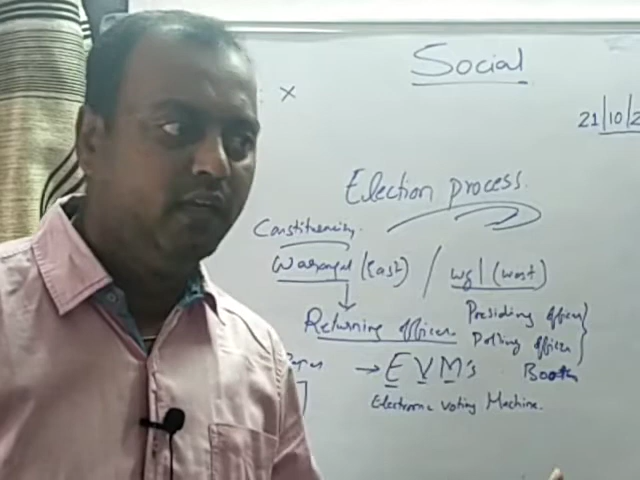 x
Social
21/10/2
Election process.
Constituency.
Warangal (East) / wgl (west)
Returning officer. Presiding officer
Polling officer
Booth
→ EVM's
Electronic Voting Machine.